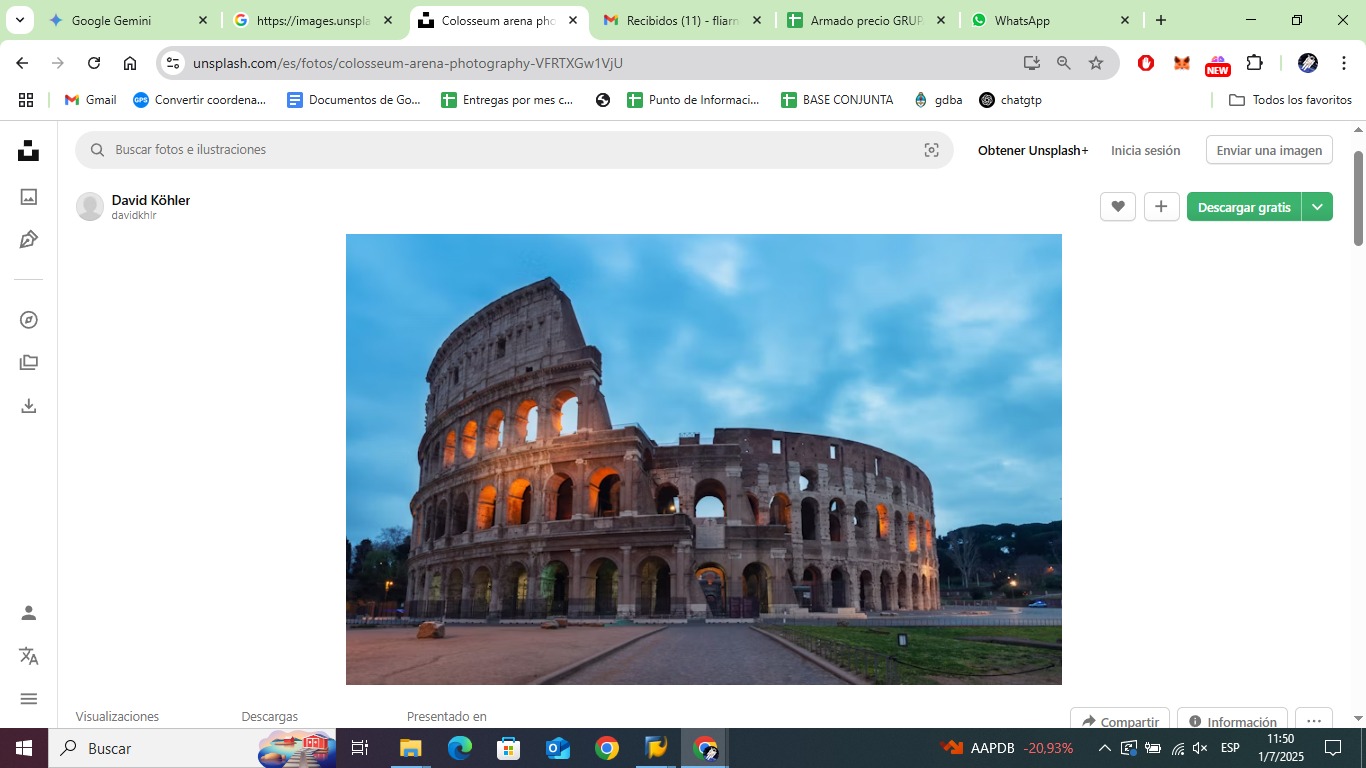 Google Gemini
https://images.unspla
Colosseum arena pho
Recibidos (11) - fliarn
Armado precio GRUP
WhatsApp
unsplash.com/es/fotos/colosseum-arena-photography-VFRTXGw1VjU
NEW
Gmail
GPS
Convertir coordena...
Documentos de Go...
Entregas por mes c...
Punto de Informaci...
BASE CONJUNTA
gdba
chatgtp
Todos los favoritos
Buscar fotos e ilustraciones
Obtener Unsplash+
Inicia sesión
Enviar una imagen
David Köhler
davidkhlr
Descargar gratis
Visualizaciones
Descargas
Presentado en
Compartir
Información
Buscar
AAPDB -20,93%
ESP
11:50
1/7/2025